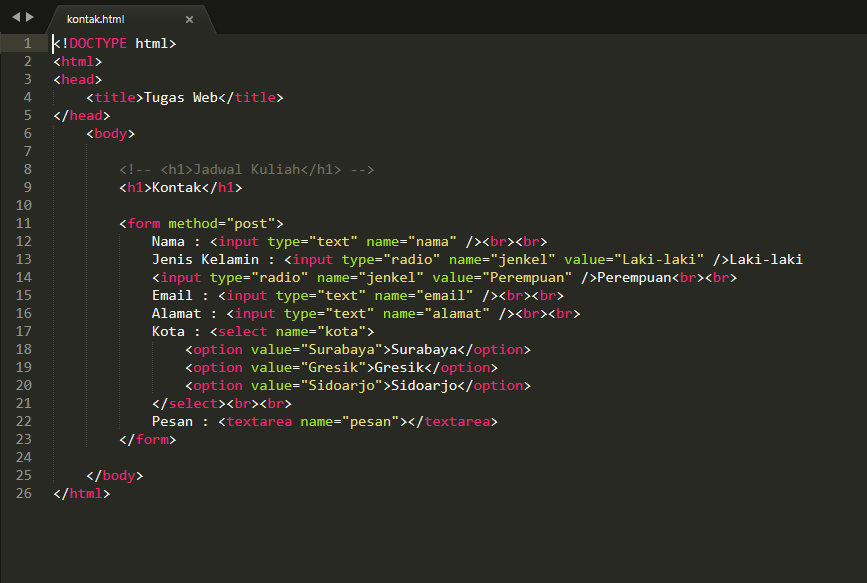 kontak.html ×
1 <!DOCTYPE html>
2 <html>
3 <head>
4 <title>Tugas Web</title>
5 </head>
6 <body>
7
8 <!-- <h1>Jadwal Kuliah</h1> -->
9 <h1>Kontak</h1>
10
11 <form method="post">
12 Nama : <input type="text" name="nama" /><br><br>
13 Jenis Kelamin : <input type="radio" name="jenkel" value="Laki-laki" />Laki-laki
14 <input type="radio" name="jenkel" value="Perempuan" />Perempuan<br><br>
15 Email : <input type="text" name="email" /><br><br>
16 Alamat : <input type="text" name="alamat" /><br><br>
17 Kota : <select name="kota">
18 <option value="Surabaya">Surabaya</option>
19 <option value="Gresik">Gresik</option>
20 <option value="Sidoarjo">Sidoarjo</option>
21 </select><br><br>
22 Pesan : <textarea name="pesan"></textarea>
23 </form>
24
25 </body>
26 </html>